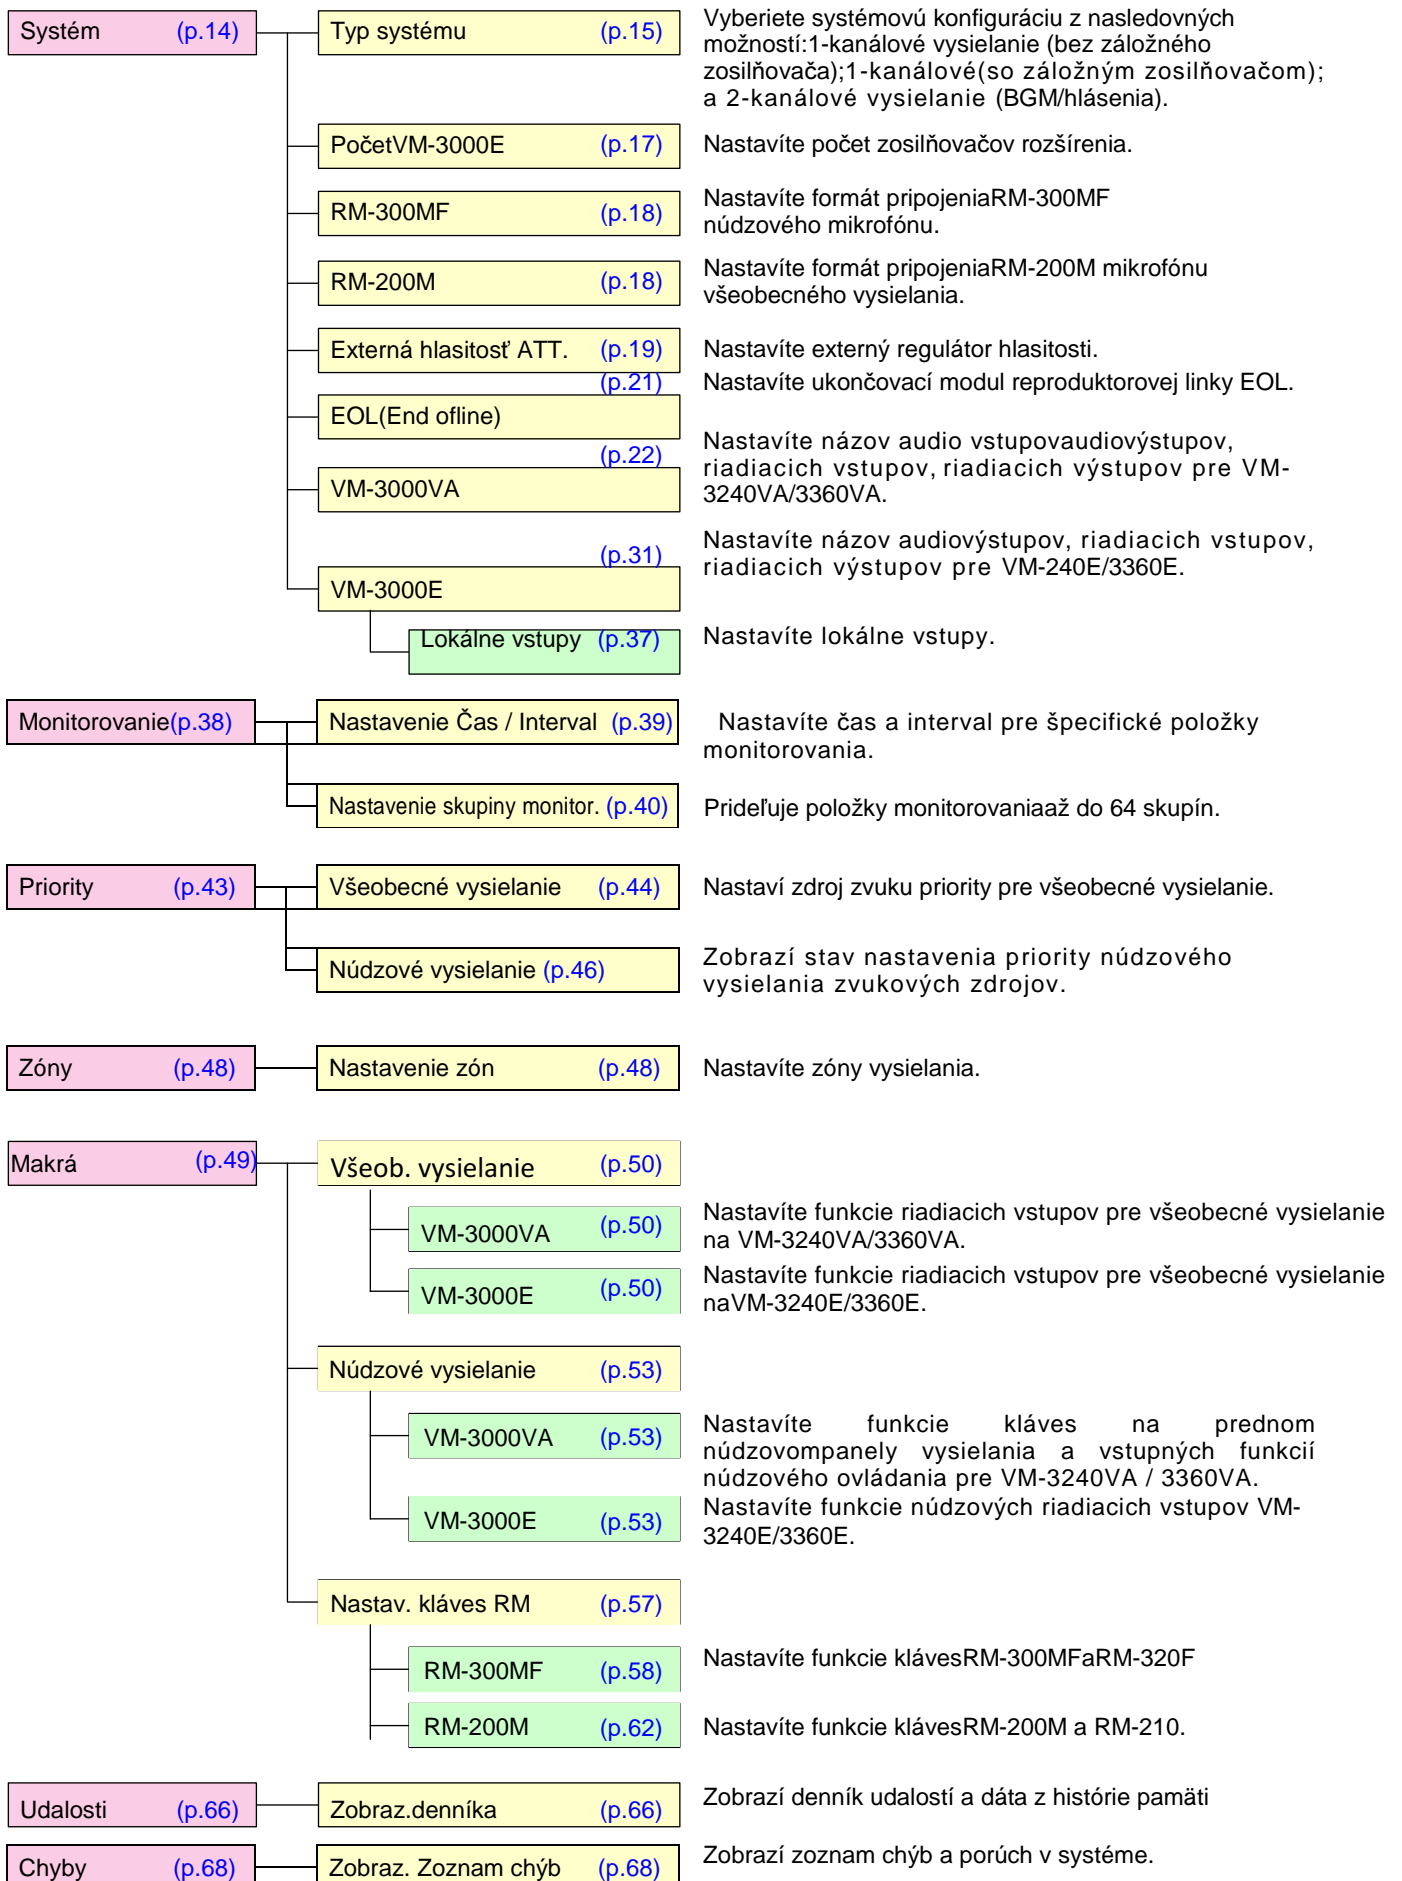 Systém (p.14)
Typ systému (p.15)
Vyberiete systémovú konfiguráciu z nasledovných
možností:1-kanálové vysielanie (bez záložného
zosilňovača);1-kanálové(so záložným zosilňovačom);
a 2-kanálové vysielanie (BGM/hlásenia).
PočetVM-3000E (p.17)
Nastavíte počet zosilňovačov rozšírenia.
RM-300MF (p.18)
Nastavíte formát pripojeniaRM-300MF
núdzového mikrofónu.
RM-200M (p.18)
Nastavíte formát pripojeniaRM-200M mikrofónu
všeobecného vysielania.
Externá hlasitosť ATT. (p.19)
Nastavíte externý regulátor hlasitosti.
(p.21)
Nastavíte ukončovací modul reproduktorovej linky EOL.
EOL(End ofline)
(p.22)
Nastavíte názov audio vstupovaudiovýstupov,
riadiacich vstupov, riadiacich výstupov pre VM-
3240VA/3360VA.
VM-3000VA
(p.31)
Nastavíte názov audiovýstupov, riadiacich vstupov,
riadiacich výstupov pre VM-240E/3360E.
VM-3000E
Lokálne vstupy (p.37)
Nastavíte lokálne vstupy.
Monitorovanie(p.38)
Nastavenie Čas / Interval (p.39)
Nastavíte čas a interval pre špecifické položky
monitorovania.
Nastavenie skupiny monitor. (p.40)
Prideľuje položky monitorovaniaaž do 64 skupín.
Priority (p.43)
Všeobecné vysielanie (p.44)
Nastaví zdroj zvuku priority pre všeobecné vysielanie.
Núdzové vysielanie (p.46)
Zobrazí stav nastavenia priority núdzového
vysielania zvukových zdrojov.
Zóny (p.48)
Nastavenie zón (p.48)
Nastavíte zóny vysielania.
Makrá (p.49)
Všeob. vysielanie (p.50)
VM-3000VA (p.50)
Nastavíte funkcie riadiacich vstupov pre všeobecné vysielanie
na VM-3240VA/3360VA.
VM-3000E (p.50)
Nastavíte funkcie riadiacich vstupov pre všeobecné vysielanie
naVM-3240E/3360E.
Núdzové vysielanie (p.53)
VM-3000VA (p.53)
Nastavíte funkcie kláves na prednom
núdzovompanely vysielania a vstupných funkcií
núdzového ovládania pre VM-3240VA / 3360VA.
VM-3000E (p.53)
Nastavíte funkcie núdzových riadiacich vstupov VM-
3240E/3360E.
Nastav. kláves RM (p.57)
RM-300MF (p.58)
Nastavíte funkcie klávesRM-300MFaRM-320F
RM-200M (p.62)
Nastavíte funkcie klávesRM-200M a RM-210.
Udalosti (p.66)
Zobraz.denníka (p.66)
Zobrazí denník udalostí a dáta z histórie pamäti
Chyby (p.68)
Zobraz. Zoznam chýb (p.68)
Zobrazí zoznam chýb a porúch v systéme.